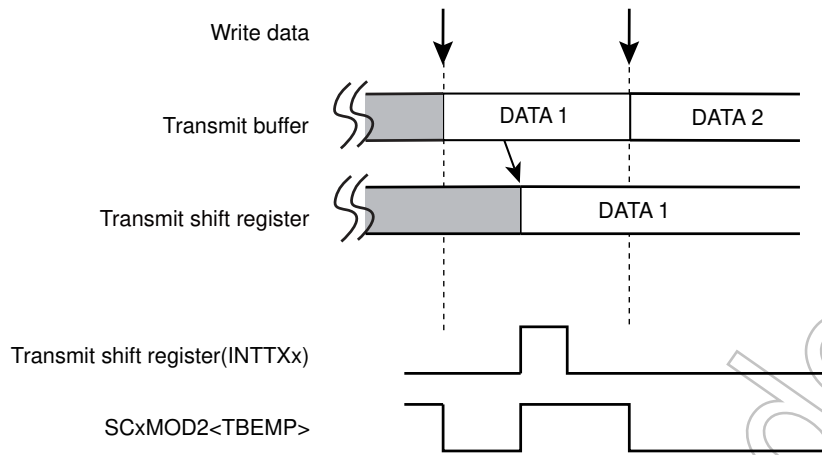 Write data
Transmit buffer
DATA 1
DATA 2
Transmit shift register
DATA 1
Transmit shift register(INTTXx)
SCxMOD2<TBEMP>